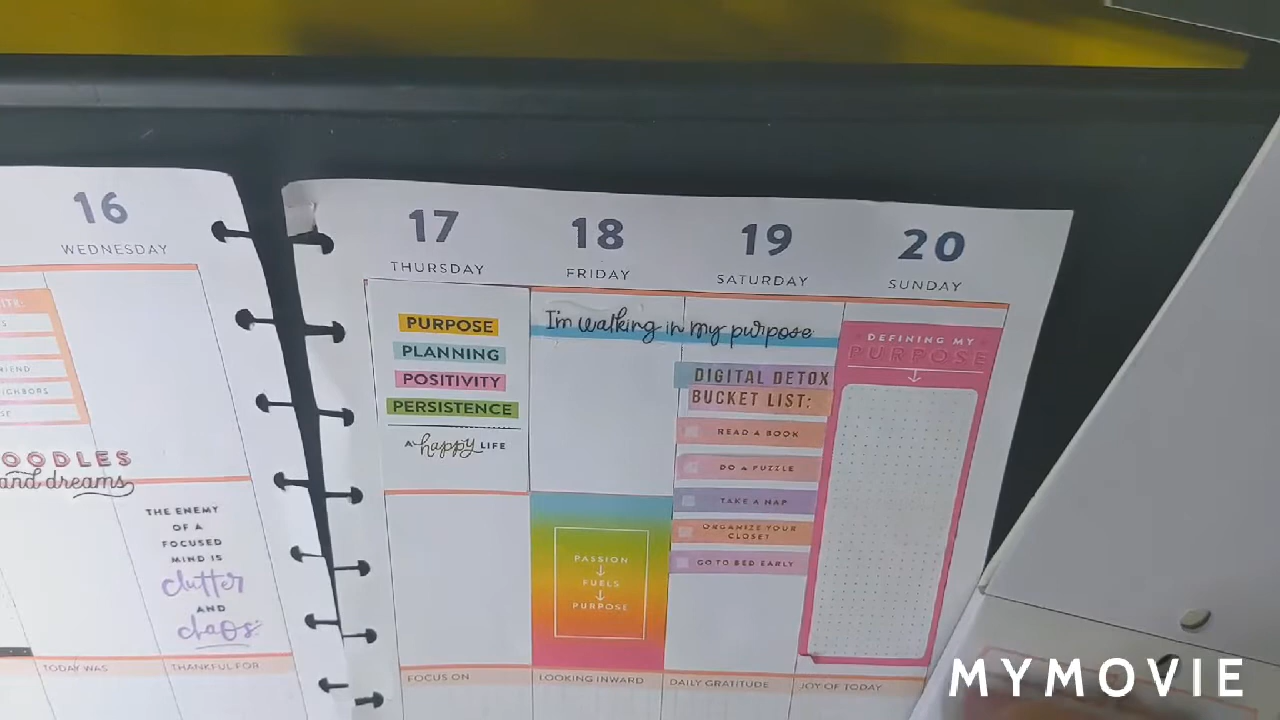 16
WEDNESDAY
NEIGHBORS
OODLES
and dreams
THE ENEMY
OF A
FOCUSED
MIND IS
clutter
AND
chaos.
TODAY WAS
THANKFUL FOR
17
THURSDAY
PURPOSE
PLANNING
POSITIVITY
PERSISTENCE
A happy LIFE
FOCUS ON
18
FRIDAY
I'm walking in my purpose
PASSION
FUELS
PURPOSE
LOOKING INWARD
19
SATURDAY
DIGITAL DETOX
BUCKET LIST:
READ A BOOK
DO A PUZZLE
TAKE A NAP
ORGANIZE YOUR
CLOSET
GO TO BED EARLY
DAILY GRATITUDE
20
SUNDAY
DEFINING MY
PURPOSE
JOY OF TODAY
MYMOVIE